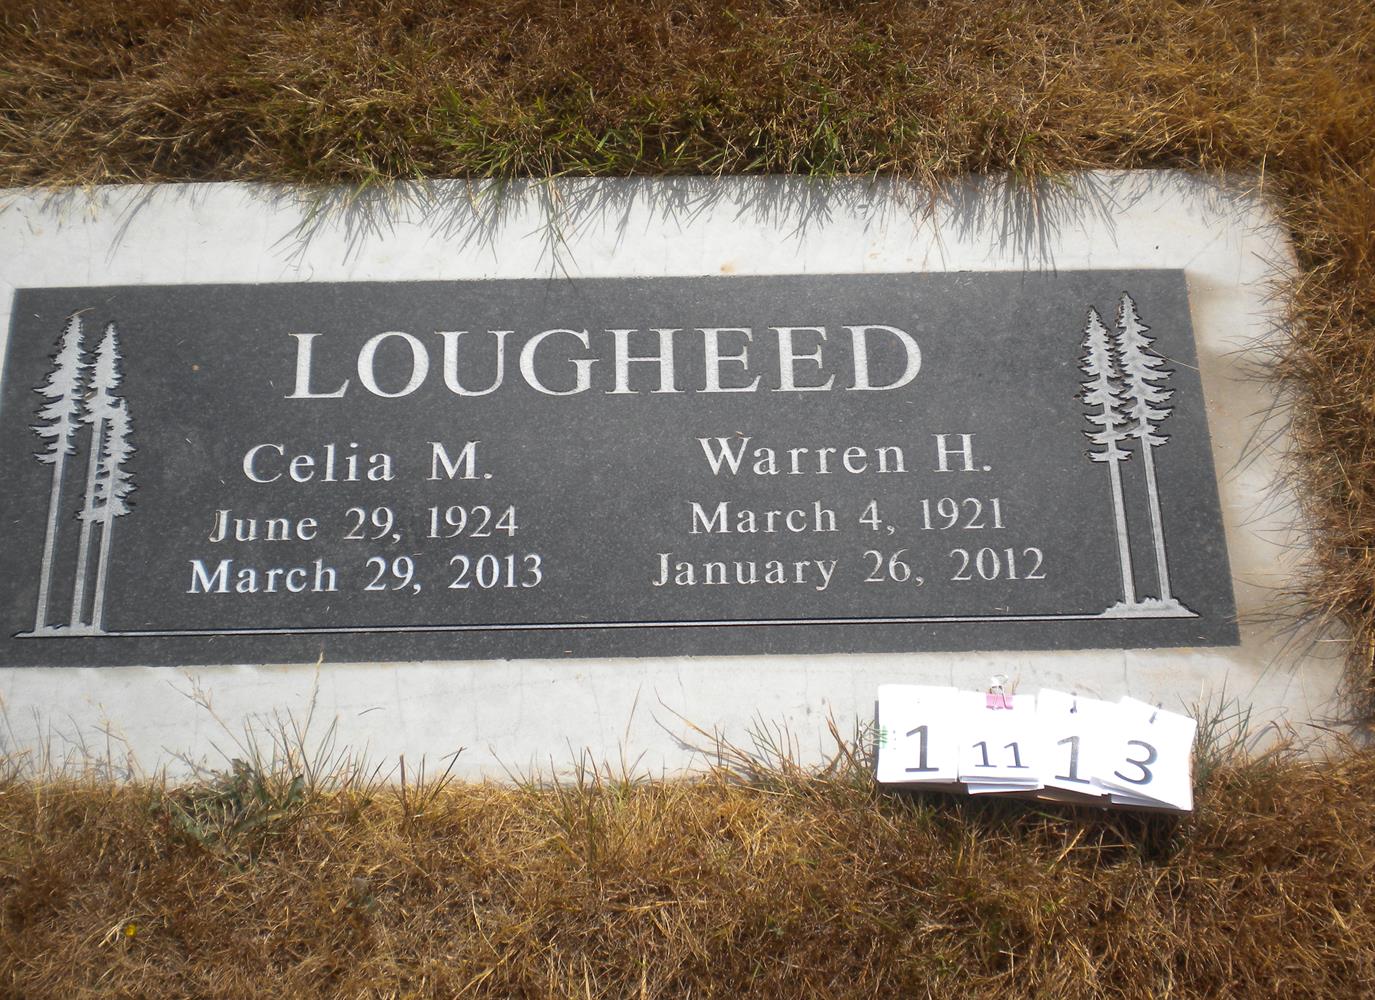 LOUGHEED
Celia M.
June 29, 1924
March 29, 2013
Warren H.
March 4, 1921
January 26, 2012
1 11 1 3